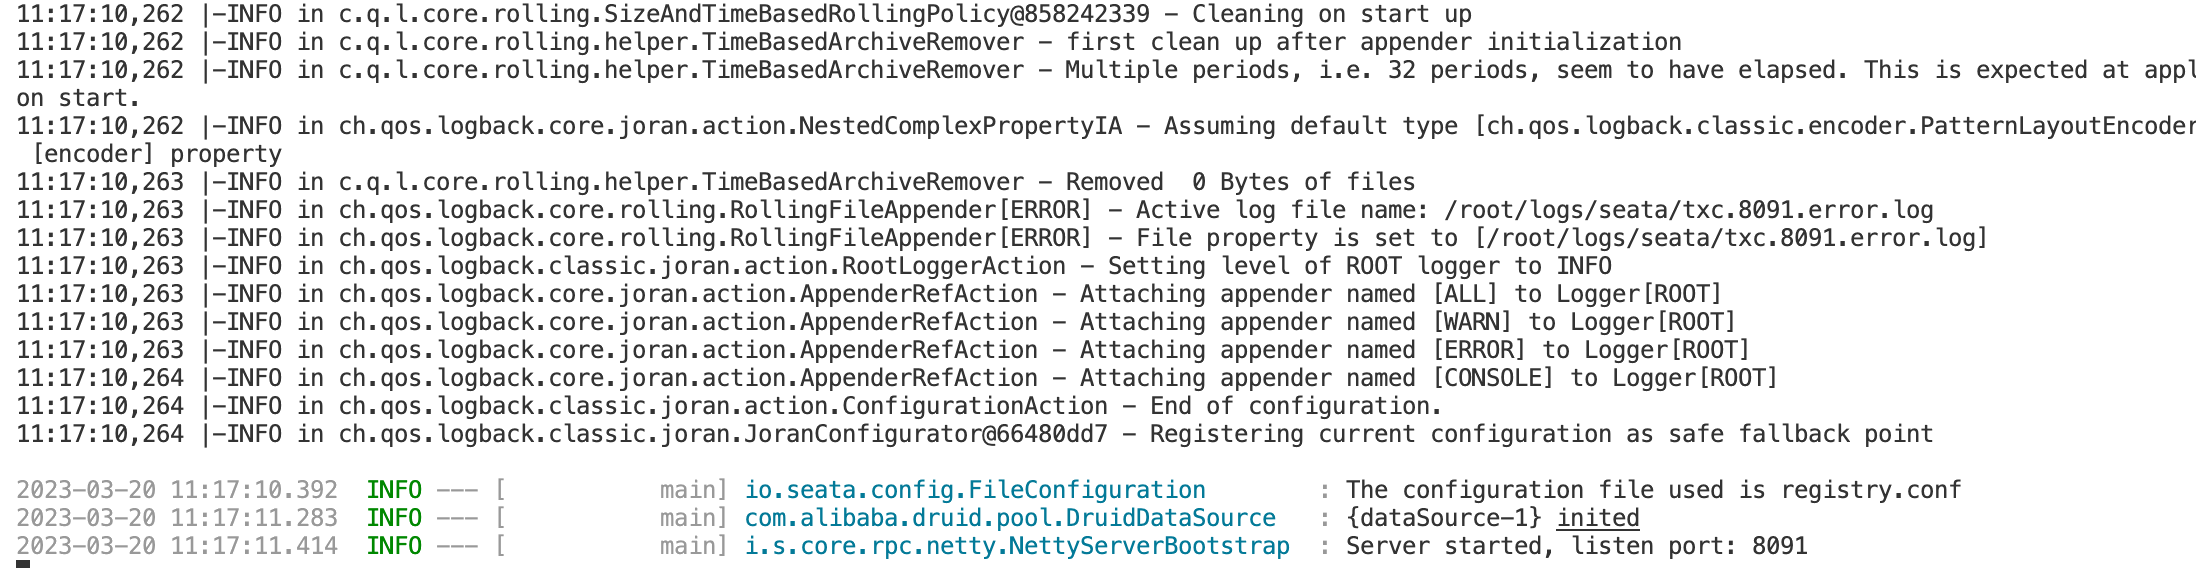 11:17:10,262 |-INFO in c.q.l.core.rolling.SizeAndTimeBasedRollingPolicy@858242339 - Cleaning on start up
11:17:10,262 |-INFO in c.q.l.core.rolling.helper.TimeBasedArchiveRemover - first clean up after appender initialization
11:17:10,262 |-INFO in c.q.l.core.rolling.helper.TimeBasedArchiveRemover - Multiple periods, i.e. 32 periods, seem to have elapsed. This is expected at appl
on start.
11:17:10,262 |-INFO in ch.qos.logback.core.joran.action.NestedComplexPropertyIA - Assuming default type [ch.qos.logback.classic.encoder.PatternLayoutEncoder
 [encoder] property
11:17:10,263 |-INFO in c.q.l.core.rolling.helper.TimeBasedArchiveRemover - Removed  0 Bytes of files
11:17:10,263 |-INFO in ch.qos.logback.core.rolling.RollingFileAppender[ERROR] - Active log file name: /root/logs/seata/txc.8091.error.log
11:17:10,263 |-INFO in ch.qos.logback.core.rolling.RollingFileAppender[ERROR] - File property is set to [/root/logs/seata/txc.8091.error.log]
11:17:10,263 |-INFO in ch.qos.logback.classic.joran.action.RootLoggerAction - Setting level of ROOT logger to INFO
11:17:10,263 |-INFO in ch.qos.logback.core.joran.action.AppenderRefAction - Attaching appender named [ALL] to Logger[ROOT]
11:17:10,263 |-INFO in ch.qos.logback.core.joran.action.AppenderRefAction - Attaching appender named [WARN] to Logger[ROOT]
11:17:10,263 |-INFO in ch.qos.logback.core.joran.action.AppenderRefAction - Attaching appender named [ERROR] to Logger[ROOT]
11:17:10,264 |-INFO in ch.qos.logback.core.joran.action.AppenderRefAction - Attaching appender named [CONSOLE] to Logger[ROOT]
11:17:10,264 |-INFO in ch.qos.logback.classic.joran.action.ConfigurationAction - End of configuration.
11:17:10,264 |-INFO in ch.qos.logback.classic.joran.JoranConfigurator@66480dd7 - Registering current configuration as safe fallback point

2023-03-20 11:17:10.392  INFO --- [           main] io.seata.config.FileConfiguration        : The configuration file used is registry.conf
2023-03-20 11:17:11.283  INFO --- [           main] com.alibaba.druid.pool.DruidDataSource   : {dataSource-1} inited
2023-03-20 11:17:11.414  INFO --- [           main] i.s.core.rpc.netty.NettyServerBootstrap  : Server started, listen port: 8091